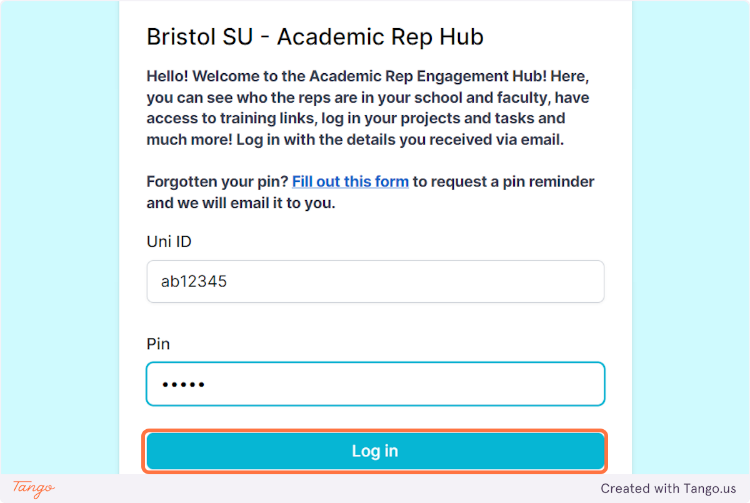 Bristol SU - Academic Rep Hub
Hello! Welcome to the Academic Rep Engagement Hub! Here,
you can see who the reps are in your school and faculty, have
access to training links, log in your projects and tasks and
much more! Log in with the details you received via email.
Forgotten your pin? Fill out this form to request a pin reminder
and we will email it to you.
Uni ID
ab12345
Pin
•••••
Log in
Tango
Created with Tango.us